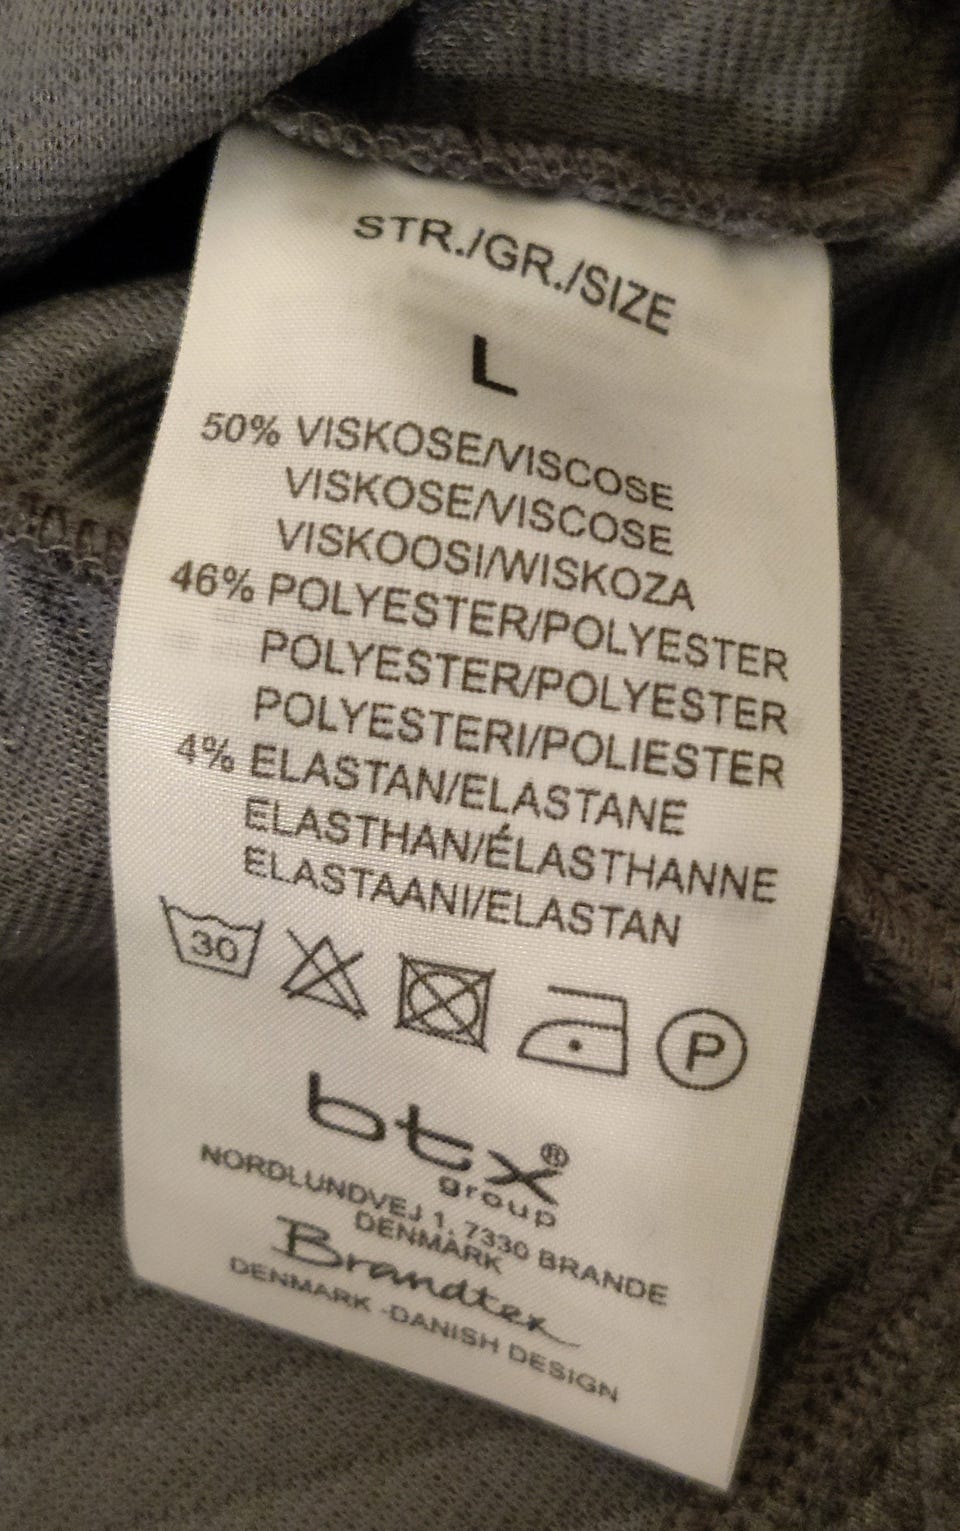 STR./GR./SIZE
L
50% VISKOSE/VISCOSE
VISKOSE/VISCOSE
VISKOOSI/WISKOZA
46% POLYESTER/POLYESTER
POLYESTER/POLYESTER
POLYESTERI/POLIESTER
4% ELASTAN/ELASTANE
ELASTHAN/ÉLASTHANNE
ELASTAANI/ELASTAN
30 P
btx®
group
NORDLUNDVEJ 1, 7330 BRANDE
DENMARK
Brandtex
DENMARK -DANISH DESIGN